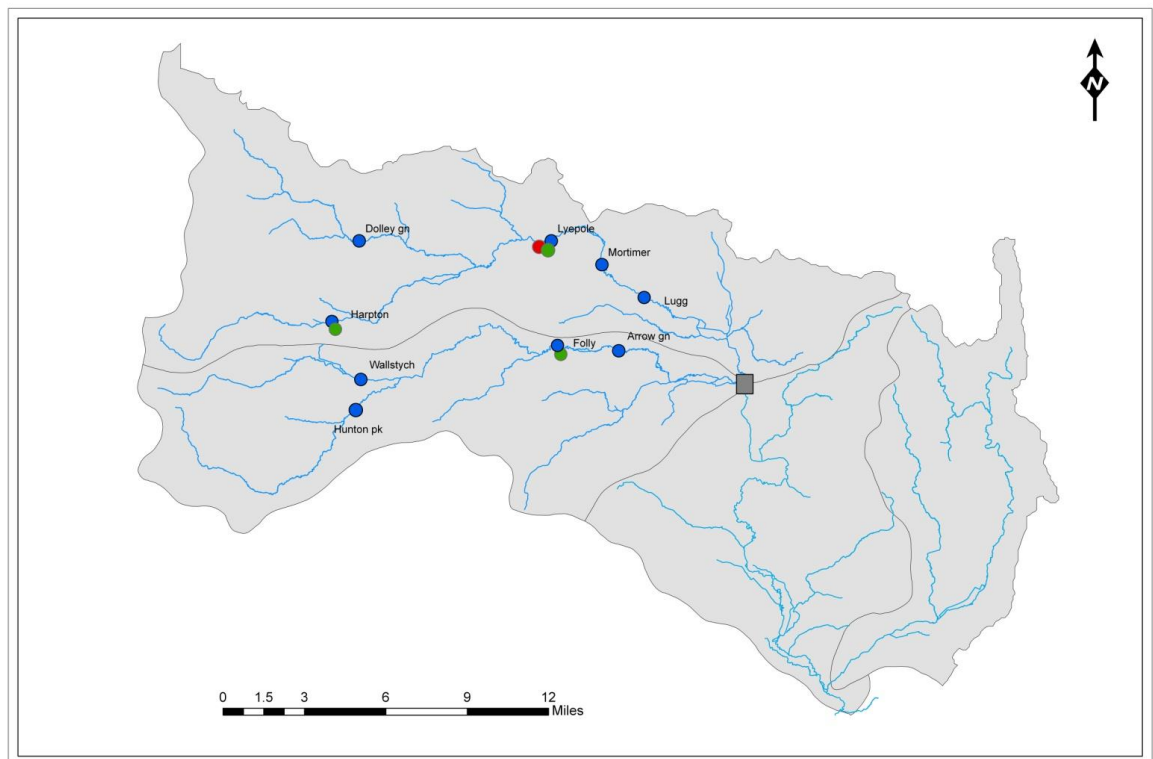 N
Dolley gn
Lyepole
Mortimer
Lugg
Harpton
Folly
Arrow gn
Wallstych
Hunton pk
0 1.5 3 6 9 12
Miles